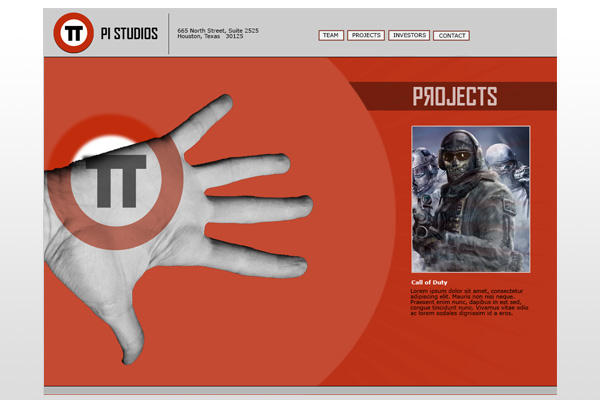 π PI STUDIOS
665 North Street, Suite 2525
Houston, Texas 30125
TEAM PROJECTS INVESTORS CONTACT
PЯOJECTS
π
Call of Duty
Lorem ipsum dolor sit amet, consectetur
adipiscing elit. Mauris non nisi neque.
Praesent enim nunc, dapibus in est sed,
congue tincidunt nunc. Vivamus vitae odio
ac lorem sodales dignissim id a eros.